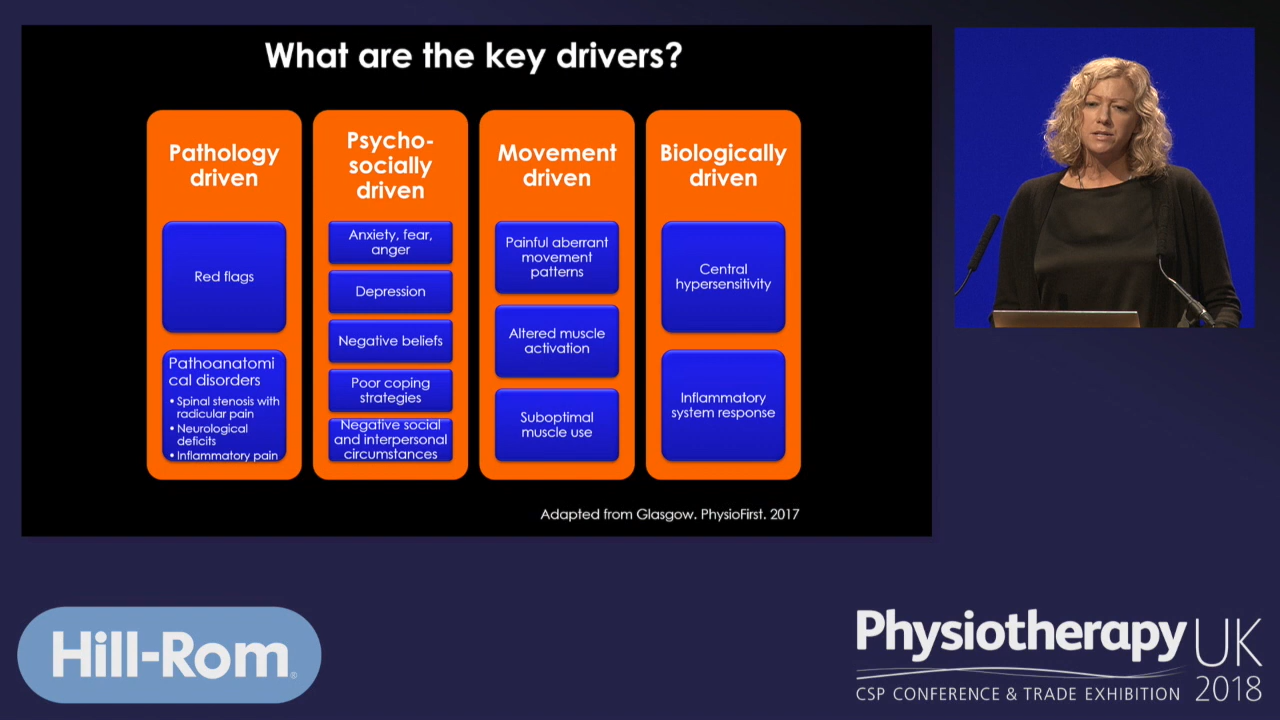 What are the key drivers?
Pathology
driven
Red flags
Pathoanatomi
cal disorders
• Spinal stenosis with
radicular pain
• Neurological
deficits
• Inflammatory pain
Psycho-
socially
driven
Anxiety, fear,
anger
Depression
Negative beliefs
Poor coping
strategies
Negative social
and interpersonal
circumstances
Movement
driven
Painful aberrant
movement
patterns
Altered muscle
activation
Suboptimal
muscle use
Biologically
driven
Central
hypersensitivity
Inflammatory
system response
Adapted from Glasgow. PhysioFirst. 2017
Hill-Rom®
Physiotherapy UK
CSP CONFERENCE & TRADE EXHIBITION 2018